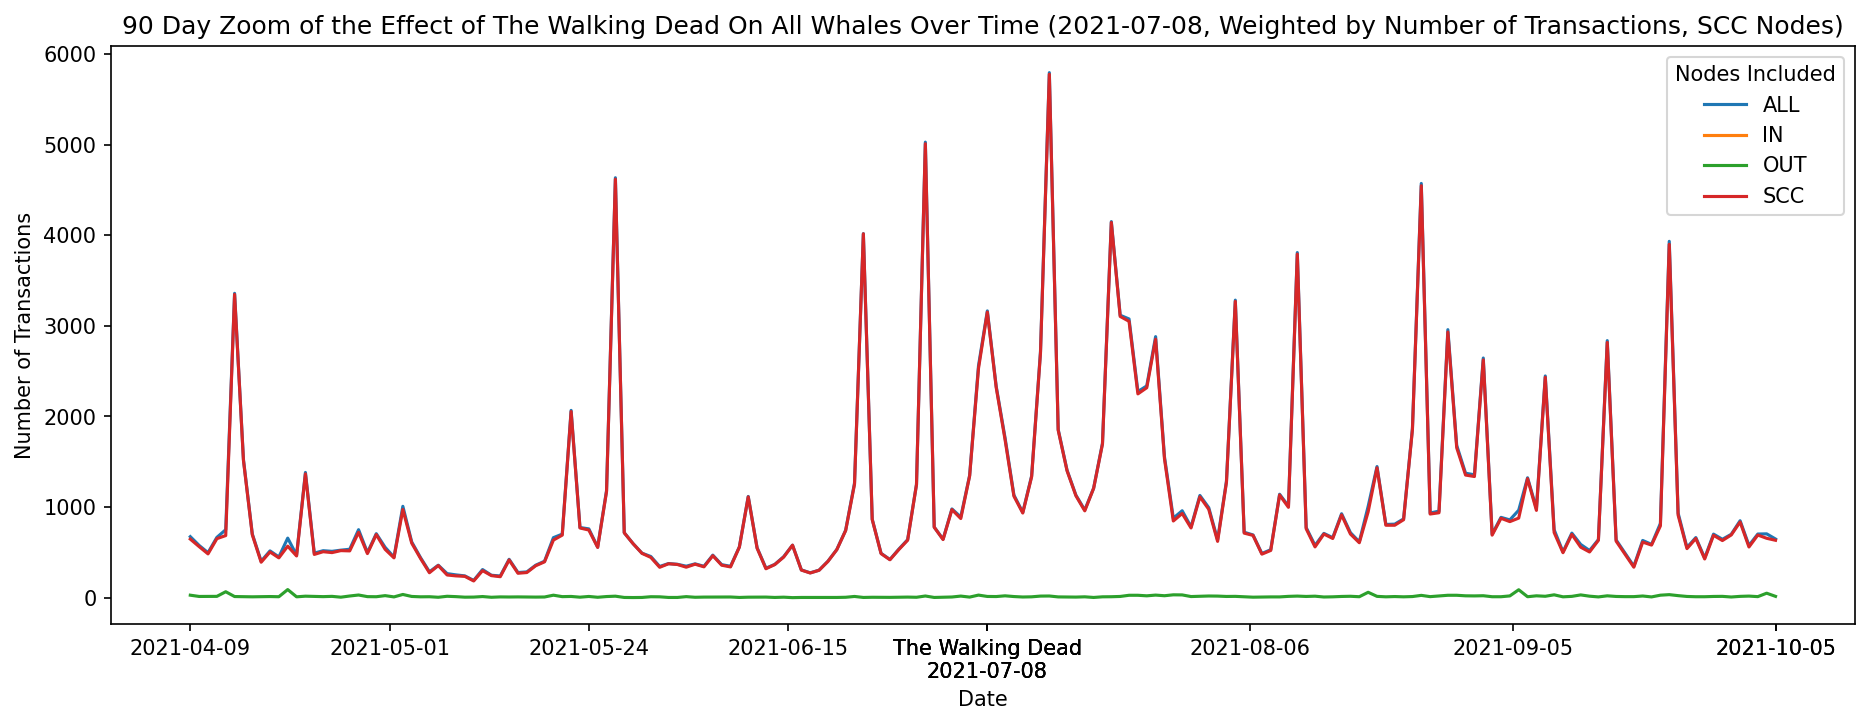 90 Day Zoom of the Effect of The Walking Dead On All Whales Over Time (2021-07-08, Weighted by Number of Transactions, SCC Nodes)
Number of Transactions
6000
5000
4000
3000
2000
1000
0
Nodes Included
ALL
IN
OUT
SCC
2021-04-09
2021-05-01
2021-05-24
2021-06-15
The Walking Dead
2021-07-08
2021-08-06
2021-09-05
2021-10-05
Date